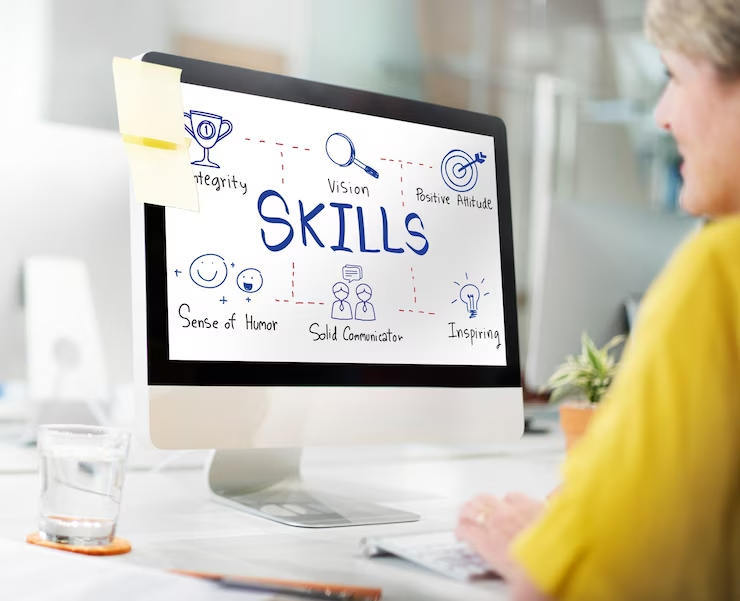 ntegrity
Vision
Positive Attitude
SKILLS
Sense of Humor
Solid Communicator
Inspiring